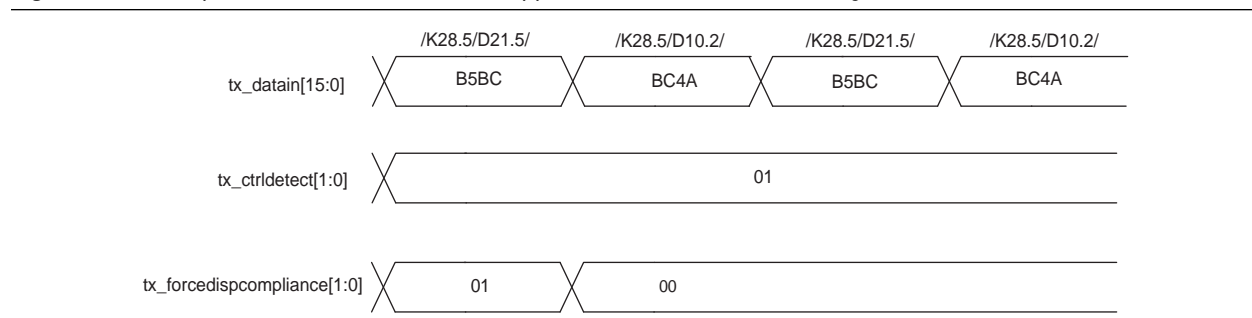 /K28.5/D21.5/ /K28.5/D10.2/ /K28.5/D21.5/ /K28.5/D10.2/
tx_datain[15:0] B5BC BC4A B5BC BC4A
tx_ctrldetect[1:0] 01
tx_forcedispcompliance[1:0] 01 00